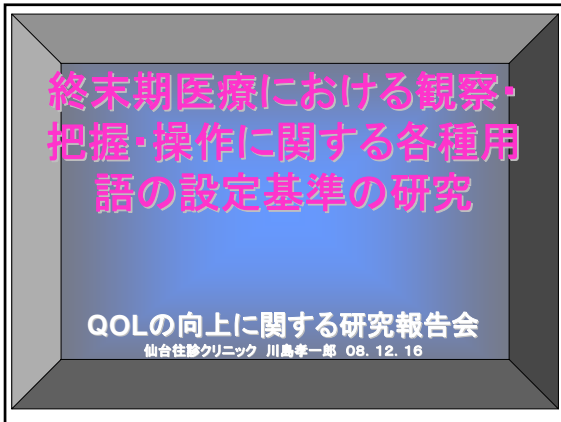 終末期医療における観察・
把握・操作に関する各種用
語の設定基準の研究
QOLの向上に関する研究報告会
仙台往診クリニック 川島孝一郎 08. 12. 16